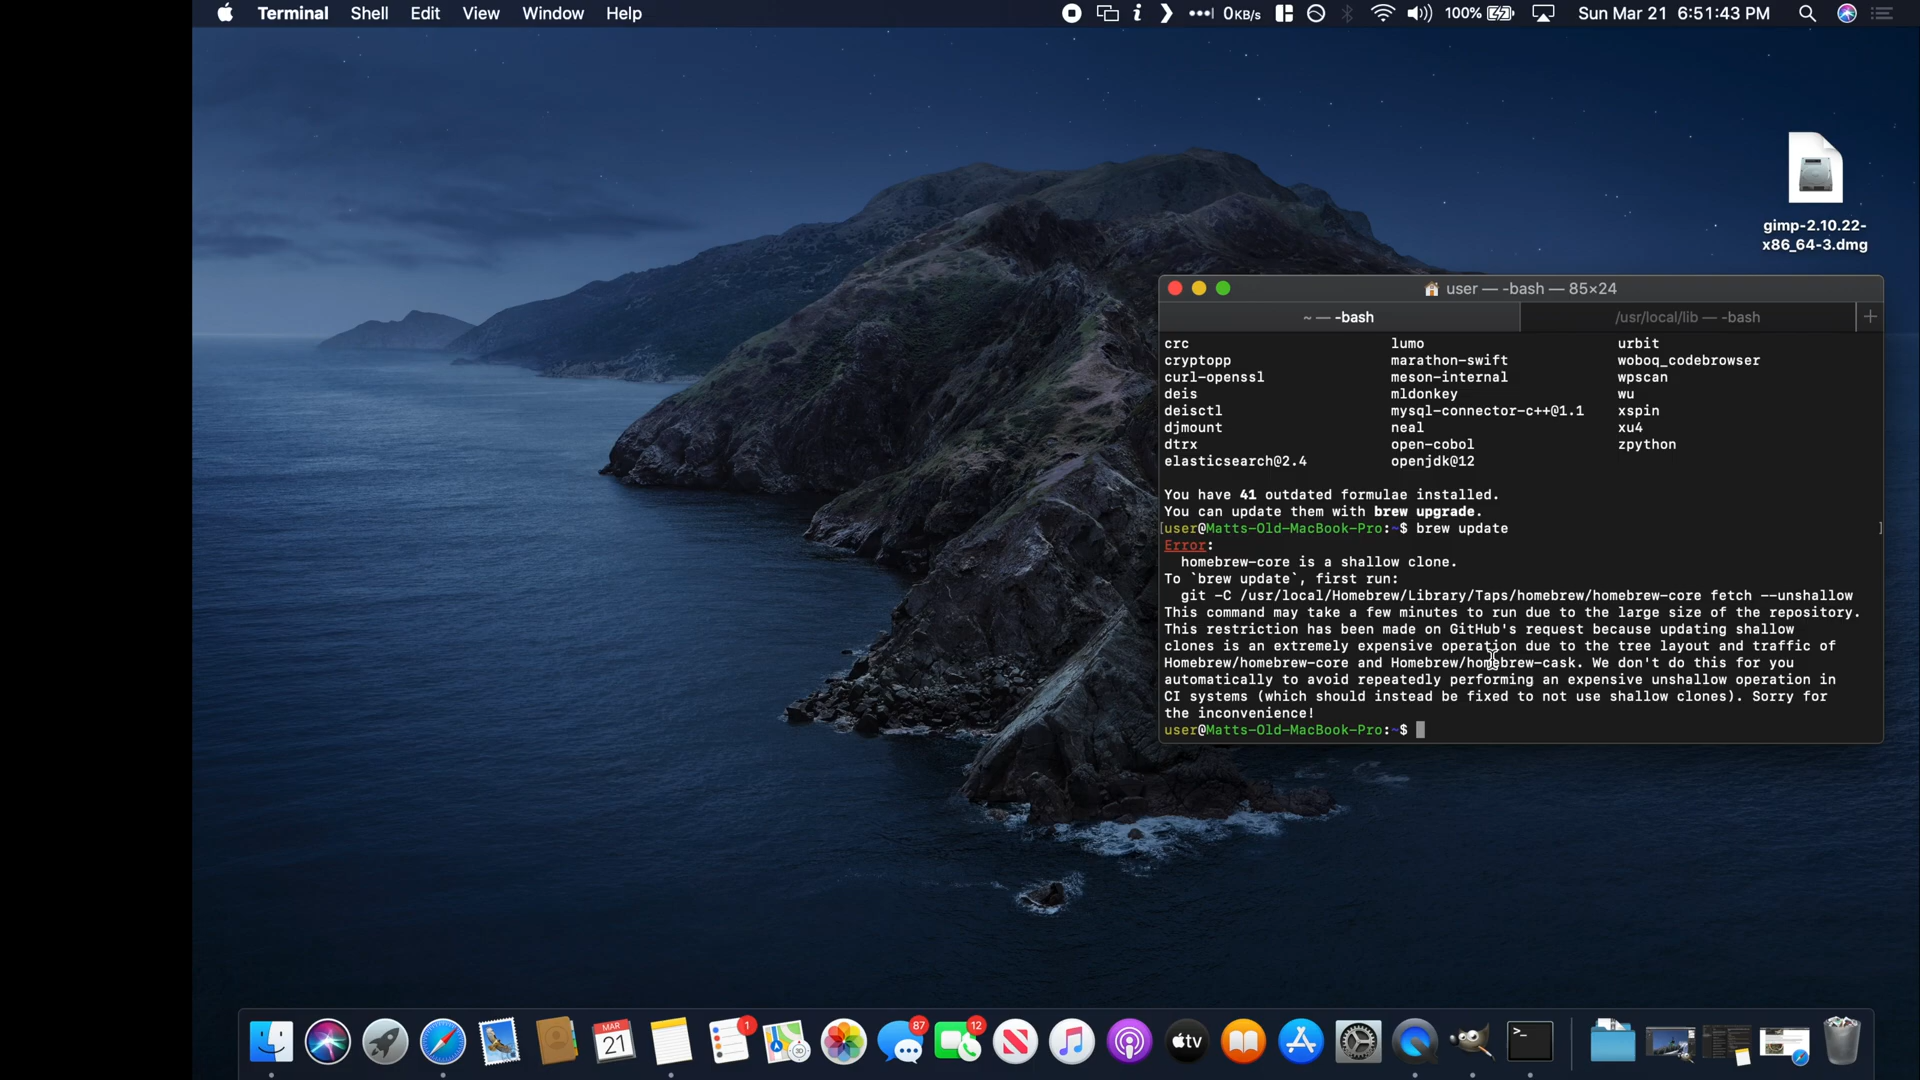 Terminal Shell Edit View Window Help
0KB/s 100% Sun Mar 21 6:51:43 PM
gimp-2.10.22-
x86_64-3.dmg
user — -bash — 85×24
~ — -bash
/usr/local/lib — -bash
crc lumo urbit
cryptopp marathon-swift woboq_codebrowser
curl-openssl meson-internal wpscan
deis mldonkey wu
deisctl mysql-connector-c++@1.1 xspin
djmount neal xu4
dtrx open-cobol zpython
elasticsearch@2.4 openjdk@12
You have 41 outdated formulae installed.
You can update them with brew upgrade.
[user@Matts-Old-MacBook-Pro:~$ brew update ]
Error:
homebrew-core is a shallow clone.
To `brew update`, first run:
git -C /usr/local/Homebrew/Library/Taps/homebrew/homebrew-core fetch --unshallow
This command may take a few minutes to run due to the large size of the repository.
This restriction has been made on GitHub's request because updating shallow
clones is an extremely expensive operation due to the tree layout and traffic of
Homebrew/homebrew-core and Homebrew/homebrew-cask. We don't do this for you
automatically to avoid repeatedly performing an expensive unshallow operation in
CI systems (which should instead be fixed to not use shallow clones). Sorry for
the inconvenience!
user@Matts-Old-MacBook-Pro:~$
MAR
21
1
87
12
tv
>_